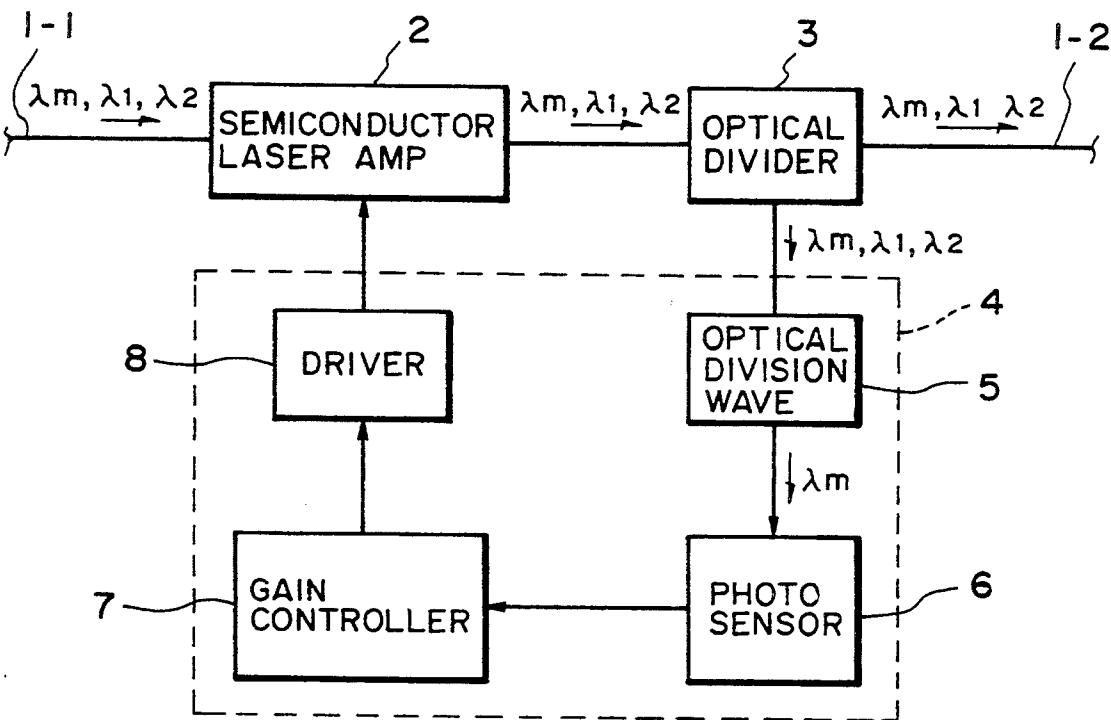 1-1
2
3
1-2
λm, λ1, λ2
λm, λ1, λ2
λm, λ1 λ2
SEMICONDUCTOR
LASER AMP
OPTICAL
DIVIDER
λm, λ1, λ2
4
8
DRIVER
OPTICAL
DIVISION
WAVE
5
λm
7
GAIN
CONTROLLER
PHOTO
SENSOR
6